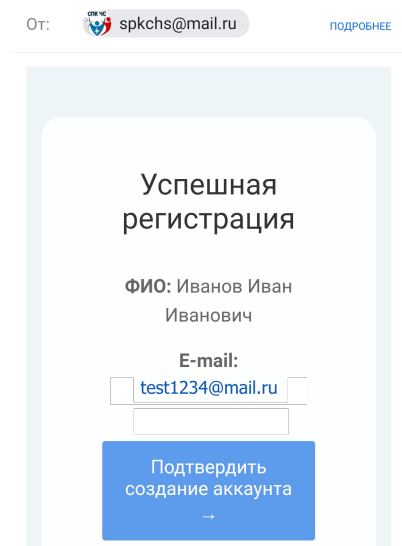 От: СПК ЧС spkchs@mail.ru ПОДРОБНЕЕ
Успешная
регистрация
ФИО: Иванов Иван
Иванович
E-mail:
test1234@mail.ru
Подтвердить
создание аккаунта
→